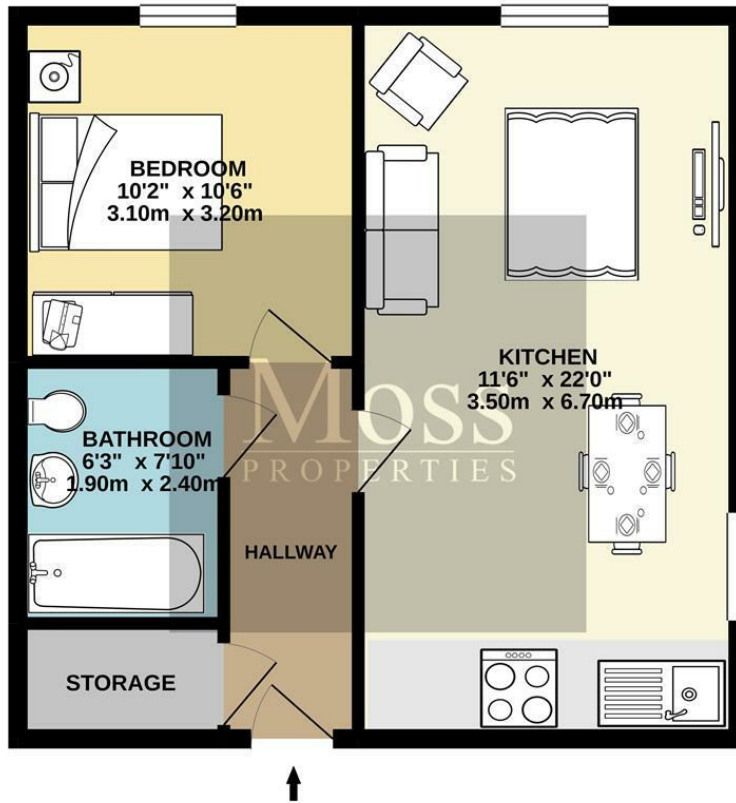 BEDROOM
10'2" x 10'6"
3.10m x 3.20m
KITCHEN
11'6" x 22'0"
3.50m x 6.70m
Moss
PROPERTIES
BATHROOM
6'3" x 7'10"
1.90m x 2.40m
HALLWAY
STORAGE